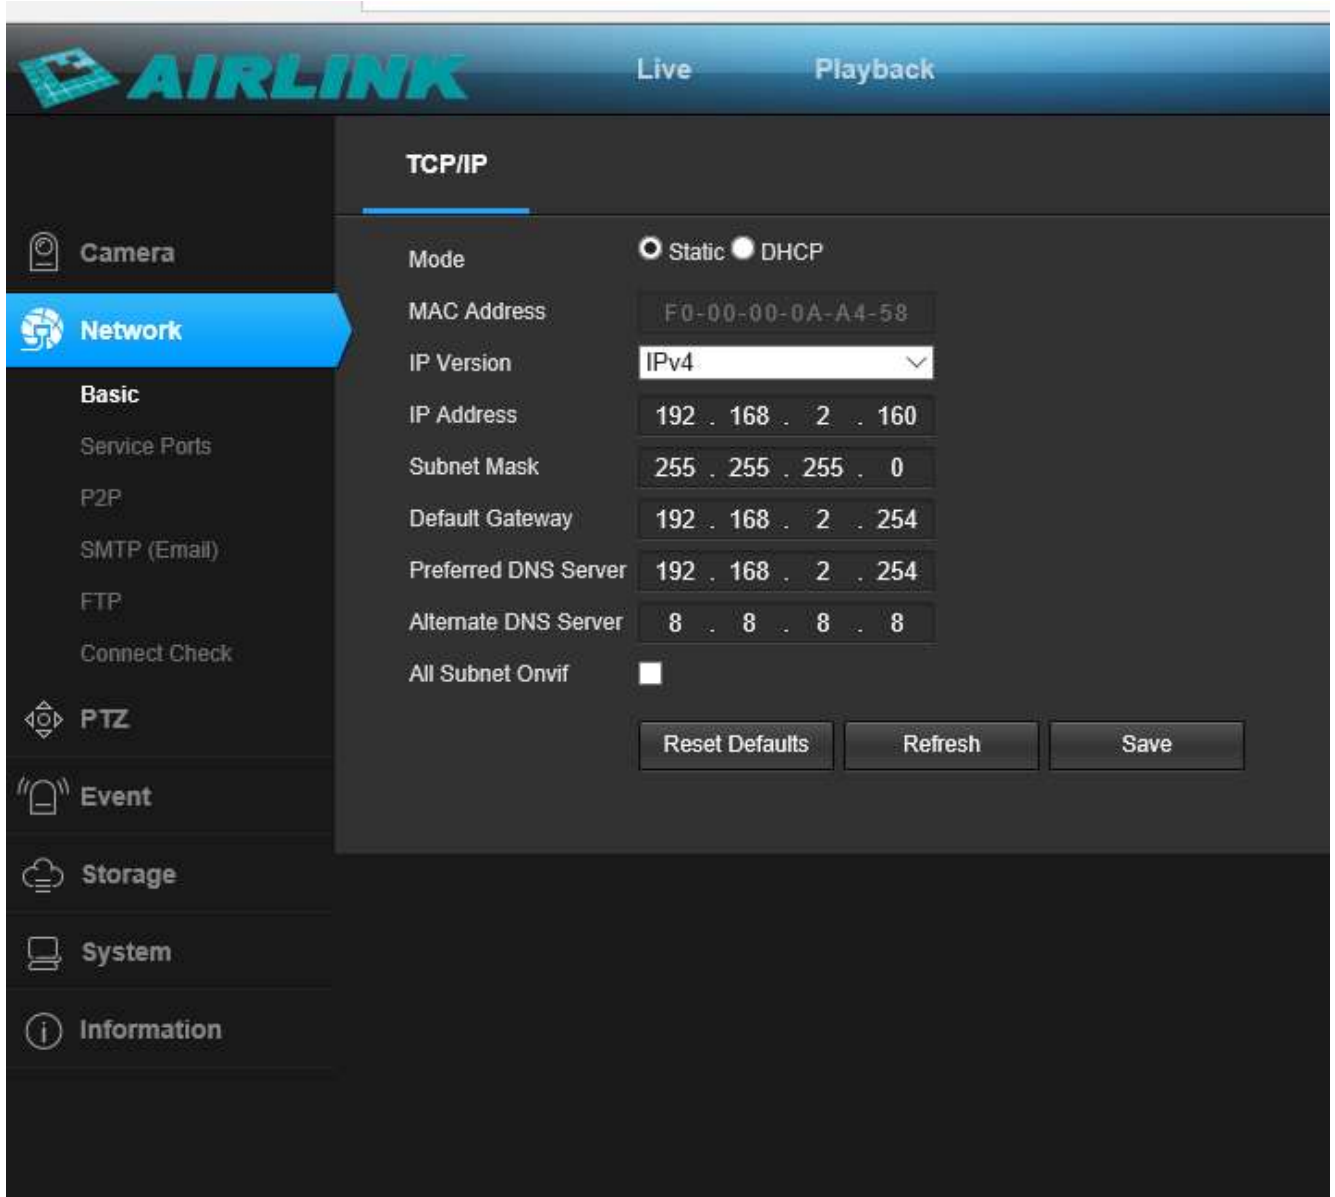 AIRLINK
Live
Playback
TCP/IP
Camera
Network
Basic
Service Ports
P2P
SMTP (Email)
FTP
Connect Check
PTZ
Event
Storage
System
Information
Mode Static DHCP
MAC Address F0-00-00-0A-A4-58
IP Version IPv4
IP Address 192 . 168 . 2 . 160
Subnet Mask 255 . 255 . 255 . 0
Default Gateway 192 . 168 . 2 . 254
Preferred DNS Server 192 . 168 . 2 . 254
Alternate DNS Server 8 . 8 . 8 . 8
All Subnet Onvif
Reset Defaults Refresh Save